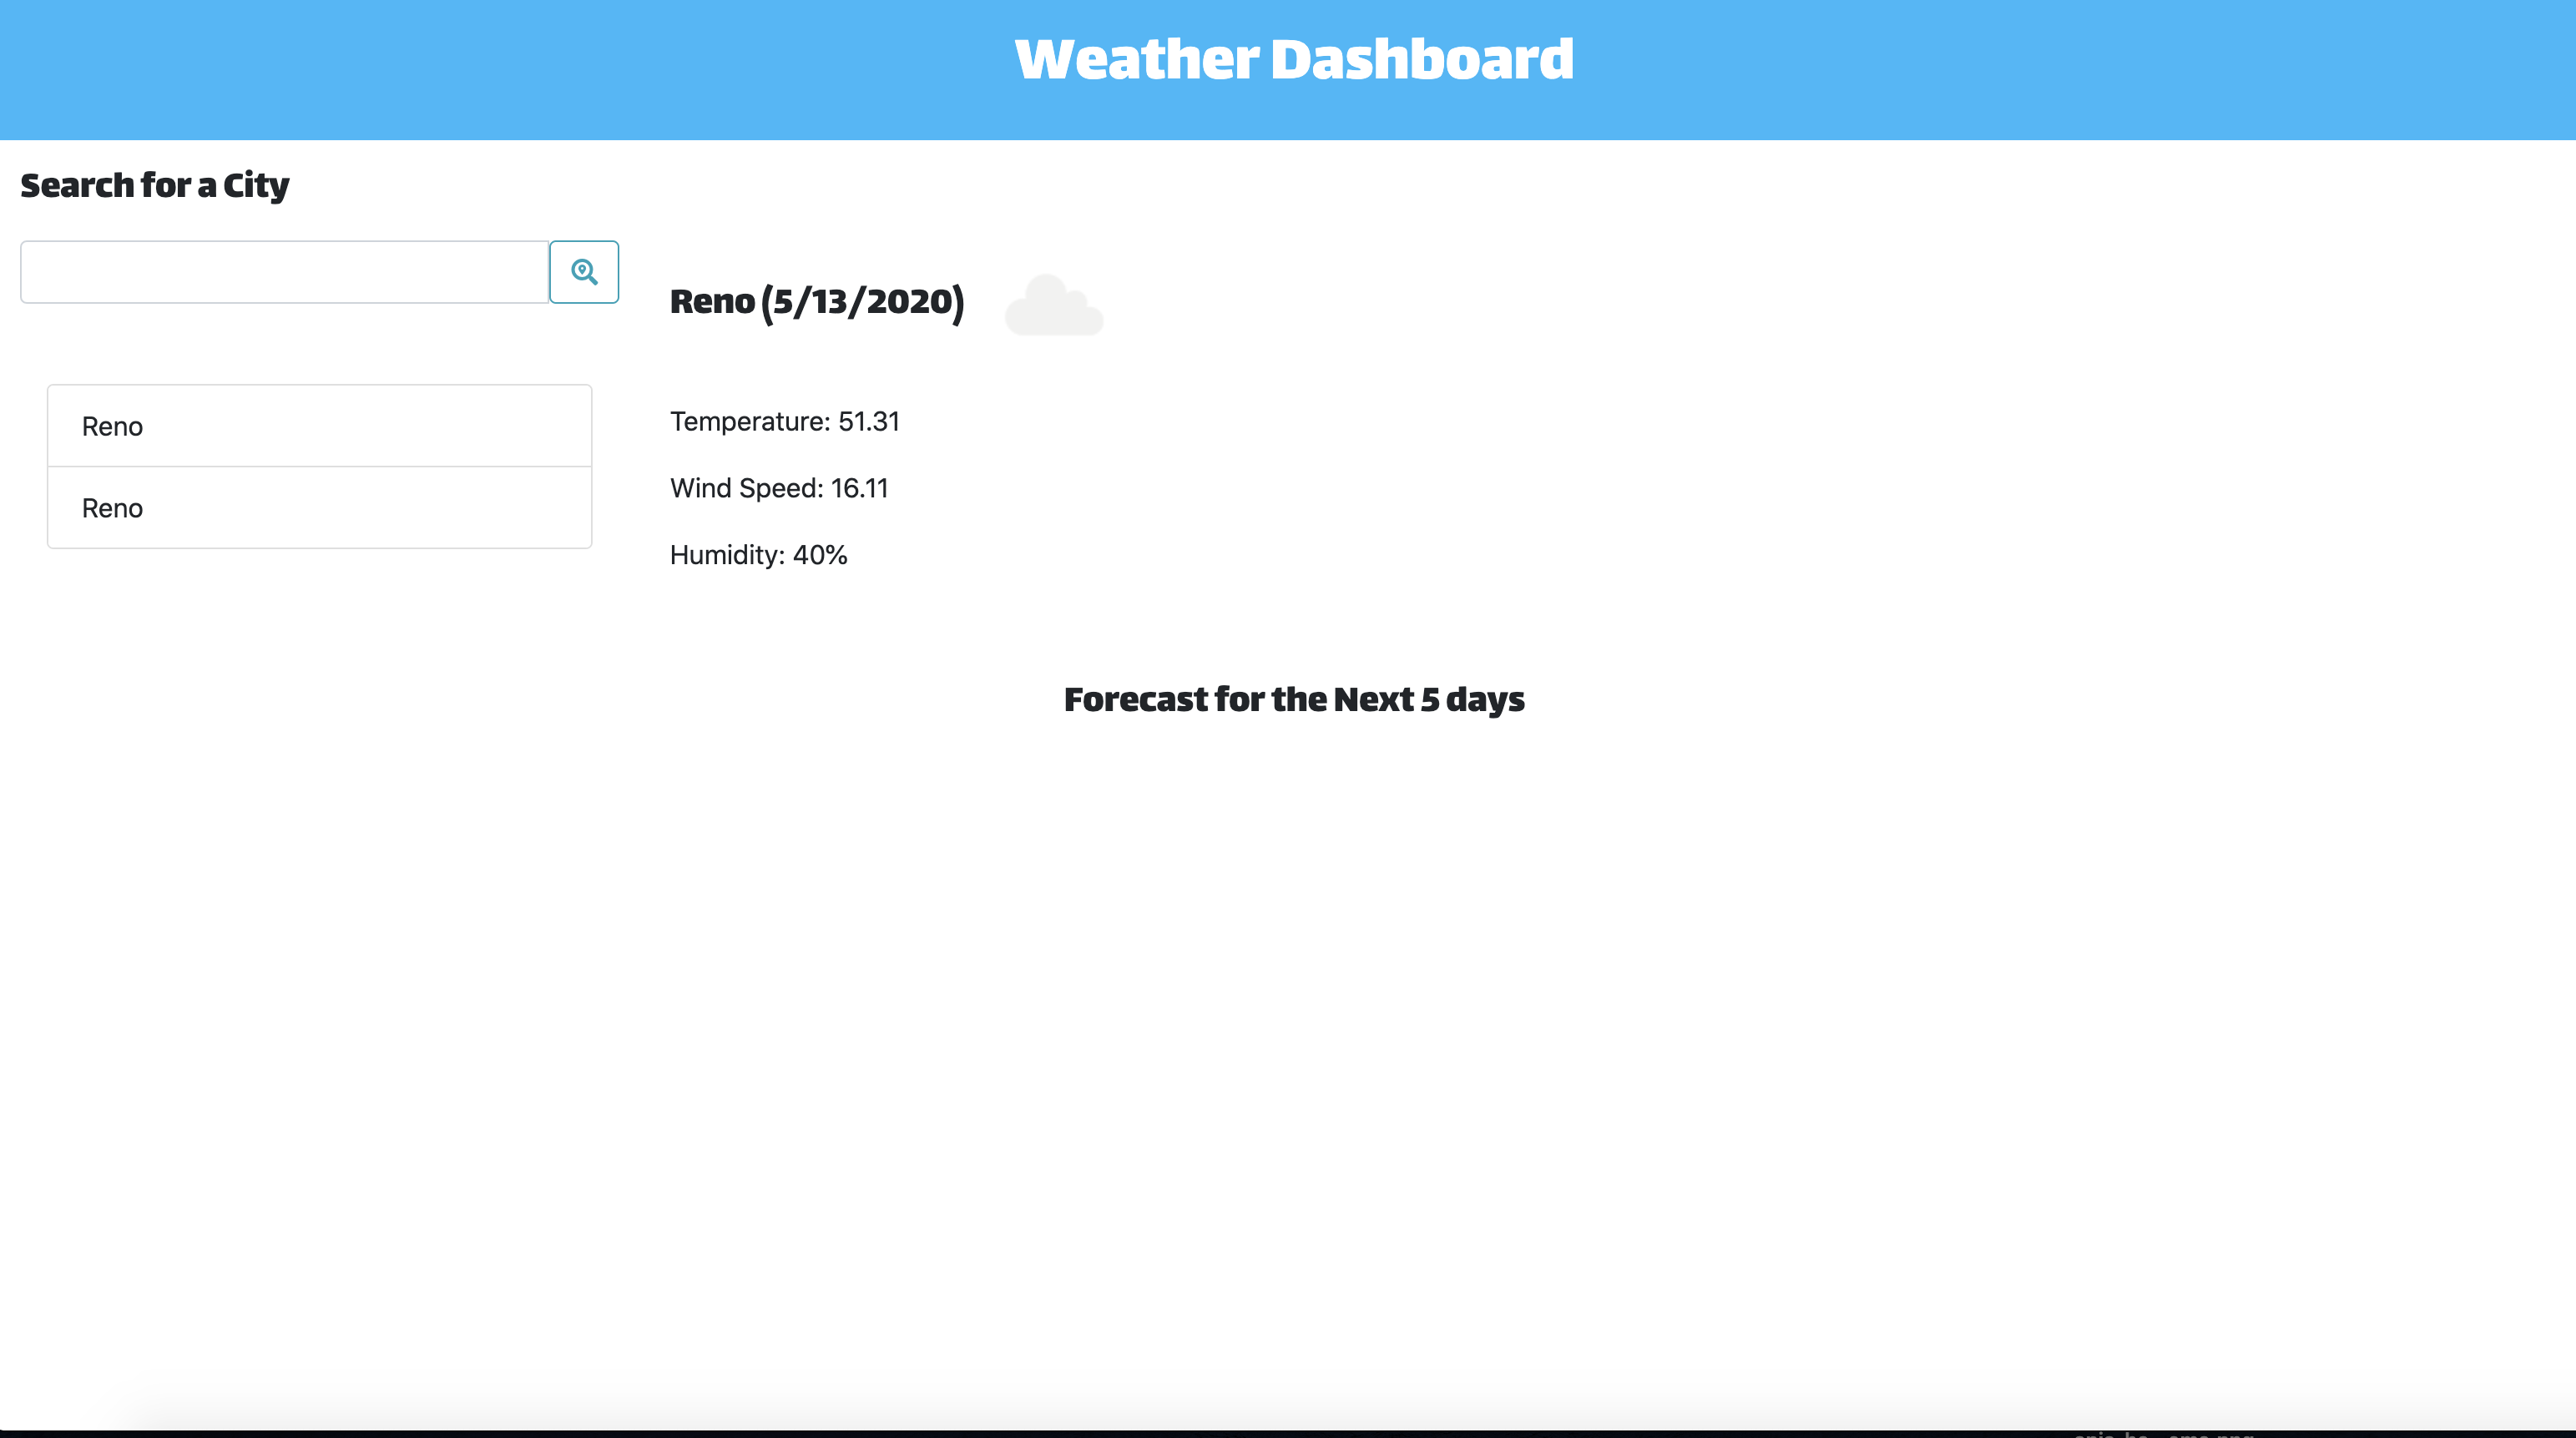 Weather Dashboard
Search for a City
Reno (5/13/2020)
Reno
Reno
Temperature: 51.31
Wind Speed: 16.11
Humidity: 40%
Forecast for the Next 5 days